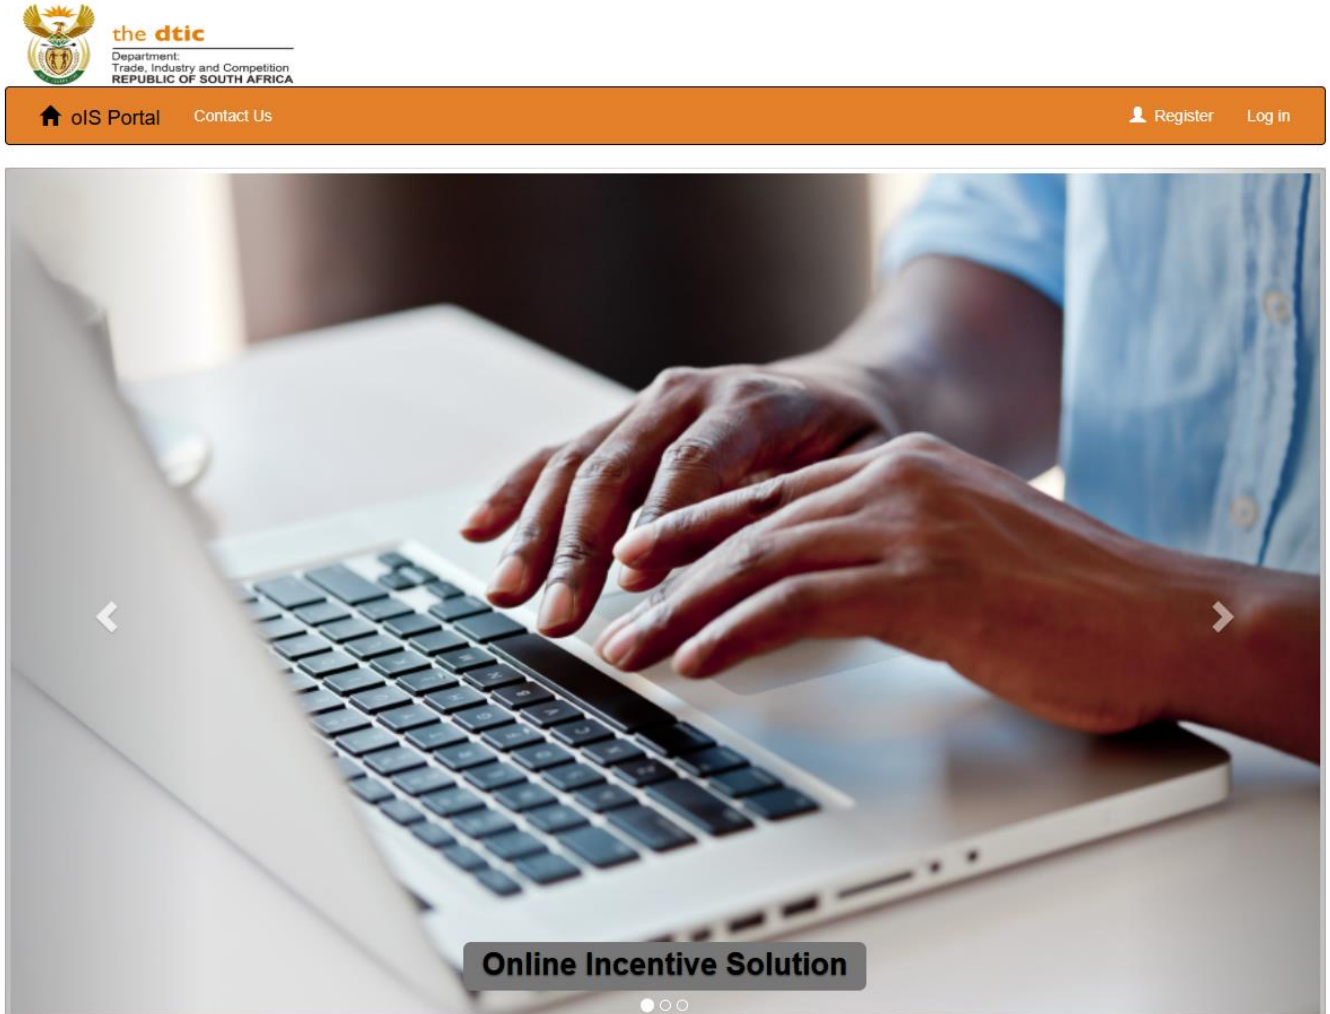 the dtic
Department:
Trade, Industry and Competition
REPUBLIC OF SOUTH AFRICA
oIS Portal Contact Us Register Log in
Online Incentive Solution